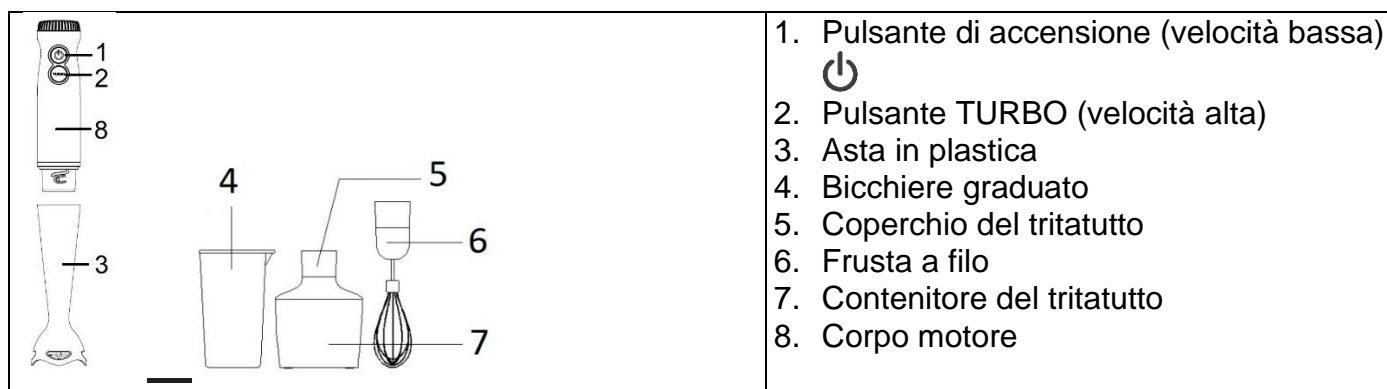 1
2
8
3
4
5
6
7
1. Pulsante di accensione (velocità bassa)
2. Pulsante TURBO (velocità alta)
3. Asta in plastica
4. Bicchiere graduato
5. Coperchio del tritatutto
6. Frusta a filo
7. Contenitore del tritatutto
8. Corpo motore